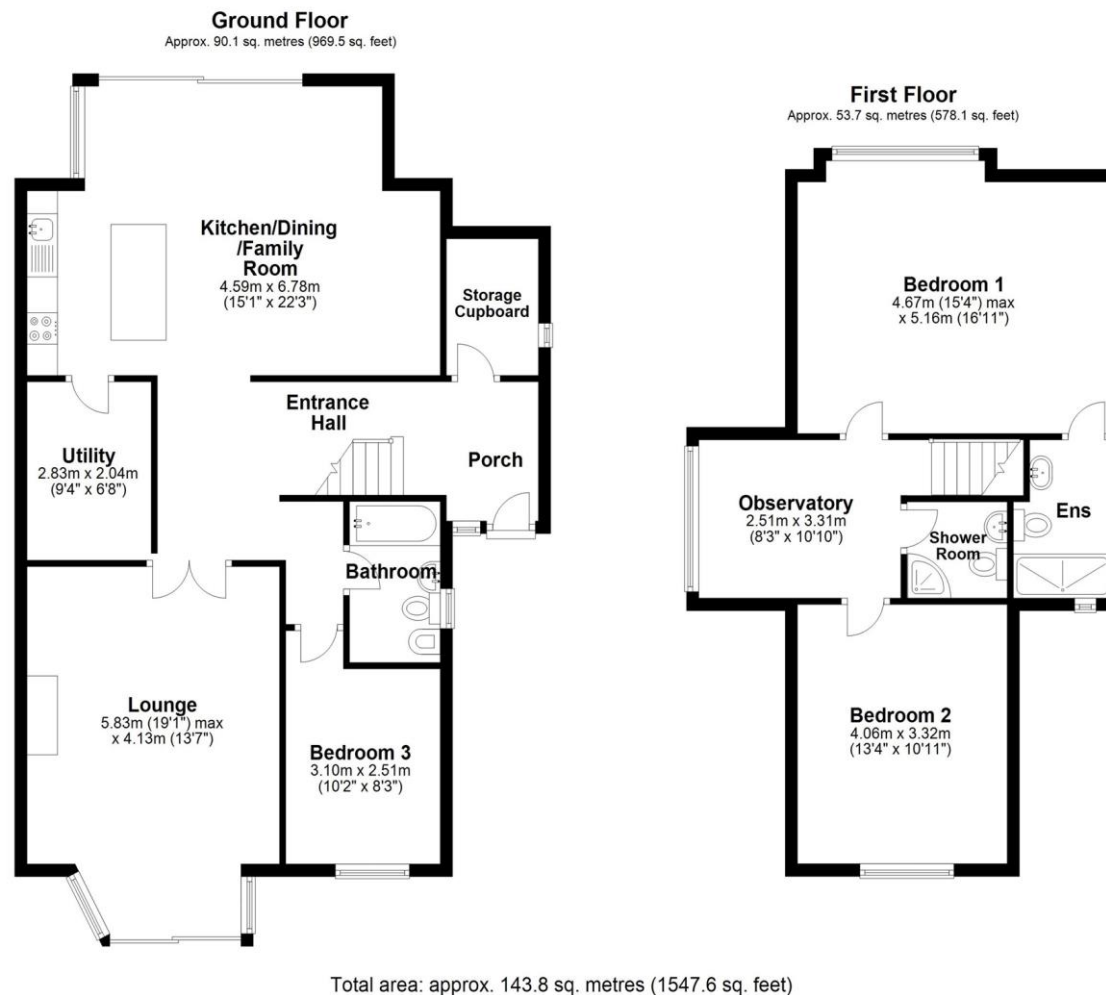 Ground Floor
Approx. 90.1 sq. metres (969.5 sq. feet)
Kitchen/Dining
/Family
Room
4.59m x 6.78m
(15'1" x 22'3")
Storage
Cupboard
Entrance
Hall
Utility
2.83m x 2.04m
(9'4" x 6'8")
Porch
Bathroom
Lounge
5.83m (19'1") max
x 4.13m (13'7")
Bedroom 3
3.10m x 2.51m
(10'2" x 8'3")
First Floor
Approx. 53.7 sq. metres (578.1 sq. feet)
Bedroom 1
4.67m (15'4") max
x 5.16m (16'11")
Observatory
2.51m x 3.31m
(8'3" x 10'10")
Shower
Room
Ens
Bedroom 2
4.06m x 3.32m
(13'4" x 10'11")
Total area: approx. 143.8 sq. metres (1547.6 sq. feet)